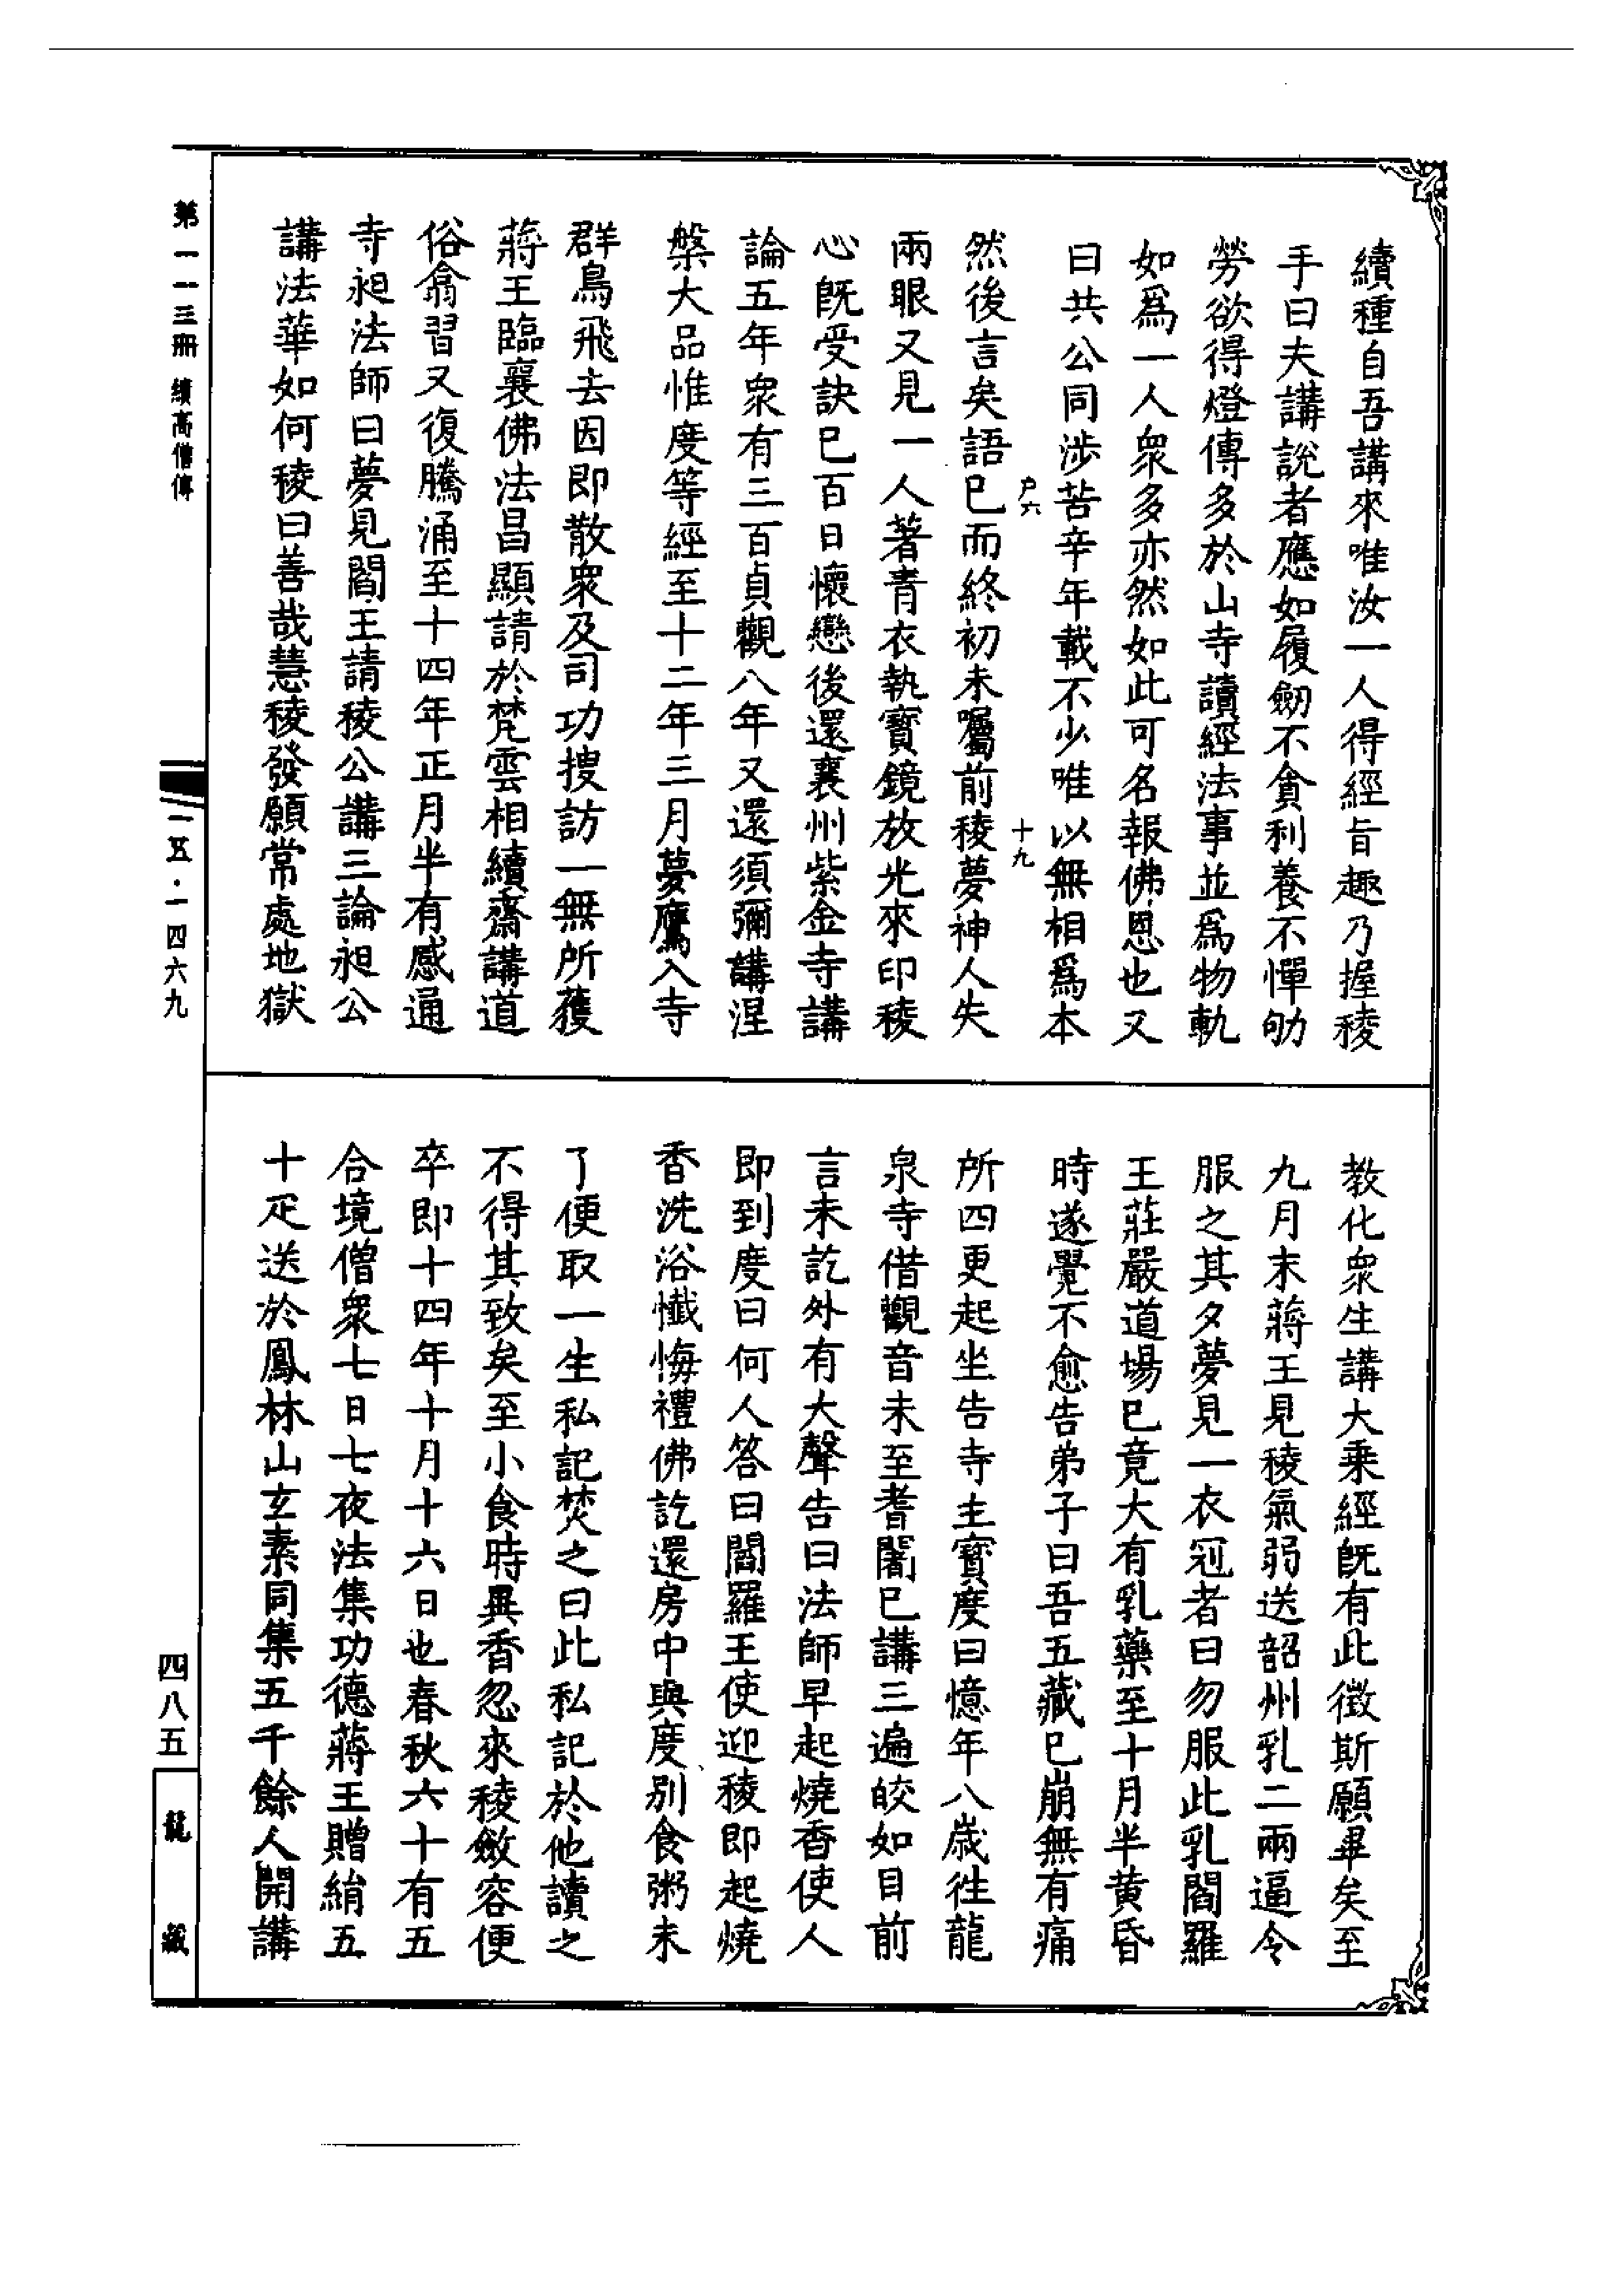 續種自吾講來唯汝一人得經旨趣乃握稜
手曰夫講說者應如履劒不貪利養不憚劬
勞欲得燈傳多於山寺讀經法事並爲物軌
如爲一人衆多亦然如此可名報佛恩也又
曰共公同涉苦辛年載不少唯以無相爲本
户六
十九
然後言矣語已而終初未囑前稜夢神人失
兩眼又見一人著青衣執寶鏡放光來印稜
心旣受訣已百日懷戀後還襄州紫金寺講
論五年衆有三百貞觀八年又還須彌講涅
槃大品惟度等經至十二年三月夢鷹入寺
群鳥飛去因即散衆及司功搜訪一無所獲
蔣王臨襄佛法昌顯請於梵雲相續齋講道
俗翕習又復騰涌至十四年正月半有感通
寺昶法師曰夢見閻王請稜公講三論昶公
講法華如何稜曰善哉慧稜發願常處地獄
教化衆生講大乘經旣有此徵斯願畢矣至
九月末蔣王見稜氣弱送韶州乳二兩逼令
服之其夕夢見一衣冠者曰勿服此乳閻羅
王莊嚴道場已竟大有乳藥至十月半黃昏
時遂覺不愈告弟子曰吾五藏已崩無有痛
所四更起坐告寺主寶度曰憶年八歲往龍
泉寺借觀音未至耆闍已講三遍皎如目前
言未訖外有大聲告曰法師早起燒香使人
即到度曰何人答曰閻羅王使迎稜即起燒
香洗浴懺悔禮佛訖還房中與度別食粥未
了便取一生私記焚之曰此私記於他讀之
不得其致矣至小食時異香忽來稜斂容便
卒即十四年十月十六日也春秋六十有五
合境僧衆七日七夜法集功德蔣王贈絹五
十疋送於鳳林山玄素同集五千餘人開講
第一一三册 續高僧傳
一五·一四六九
四八五
龍藏